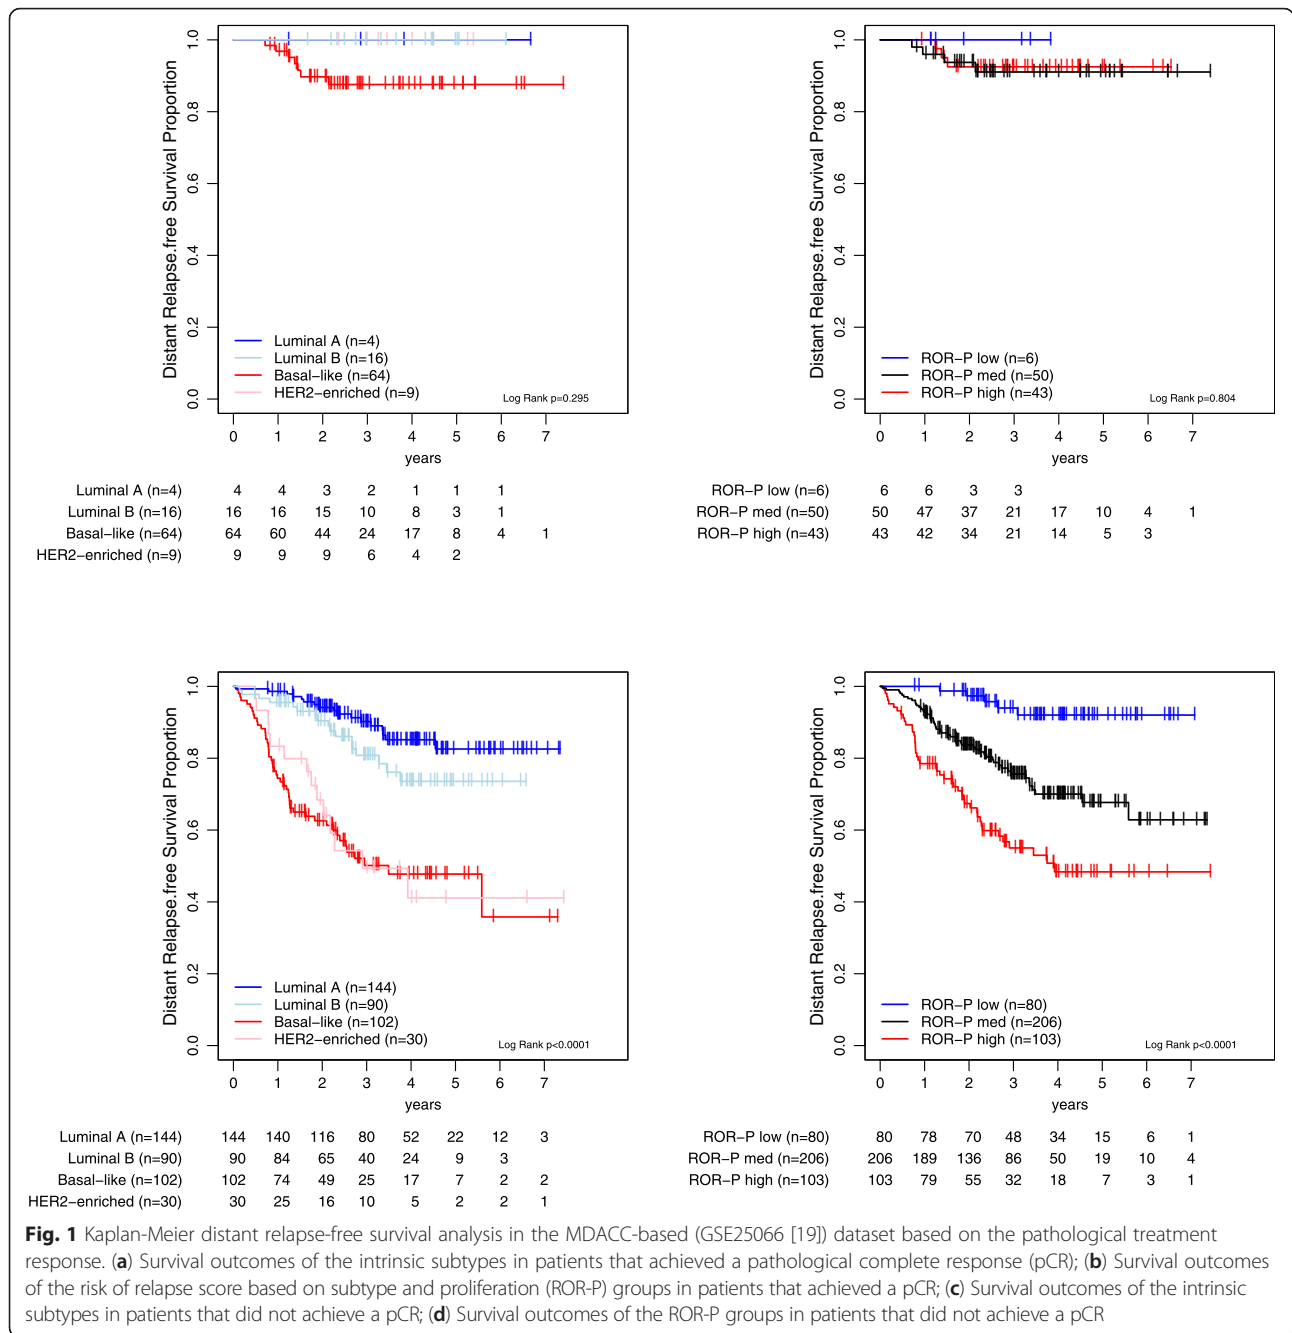 Distant Relapse.free Survival Proportion
1.0
0.8
0.6
0.4
0.2
0.0
Luminal A (n=4)
Luminal B (n=16)
Basal−like (n=64)
HER2−enriched (n=9)
Log Rank p=0.295
0 1 2 3 4 5 6 7
years
Luminal A (n=4) 4 4 3 2 1 1 1
Luminal B (n=16) 16 16 15 10 8 3 1
Basal−like (n=64) 64 60 44 24 17 8 4 1
HER2−enriched (n=9) 9 9 9 6 4 2
Distant Relapse.free Survival Proportion
1.0
0.8
0.6
0.4
0.2
0.0
ROR−P low (n=6)
ROR−P med (n=50)
ROR−P high (n=43)
Log Rank p=0.804
0 1 2 3 4 5 6 7
years
ROR−P low (n=6) 6 6 3 3
ROR−P med (n=50) 50 47 37 21 17 10 4 1
ROR−P high (n=43) 43 42 34 21 14 5 3
Distant Relapse.free Survival Proportion
1.0
0.8
0.6
0.4
0.2
0.0
Luminal A (n=144)
Luminal B (n=90)
Basal−like (n=102)
HER2−enriched (n=30)
Log Rank p<0.0001
0 1 2 3 4 5 6 7
years
Luminal A (n=144) 144 140 116 80 52 22 12 3
Luminal B (n=90) 90 84 65 40 24 9 3
Basal−like (n=102) 102 74 49 25 17 7 2 2
HER2−enriched (n=30) 30 25 16 10 5 2 2 1
Distant Relapse.free Survival Proportion
1.0
0.8
0.6
0.4
0.2
0.0
ROR−P low (n=80)
ROR−P med (n=206)
ROR−P high (n=103)
Log Rank p<0.0001
0 1 2 3 4 5 6 7
years
ROR−P low (n=80) 80 78 70 48 34 15 6 1
ROR−P med (n=206) 206 189 136 86 50 19 10 4
ROR−P high (n=103) 103 79 55 32 18 7 3 1
Fig. 1 Kaplan-Meier distant relapse-free survival analysis in the MDACC-based (GSE25066 [19]) dataset based on the pathological treatment
response. (a) Survival outcomes of the intrinsic subtypes in patients that achieved a pathological complete response (pCR); (b) Survival outcomes
of the risk of relapse score based on subtype and proliferation (ROR-P) groups in patients that achieved a pCR; (c) Survival outcomes of the intrinsic
subtypes in patients that did not achieve a pCR; (d) Survival outcomes of the ROR-P groups in patients that did not achieve a pCR